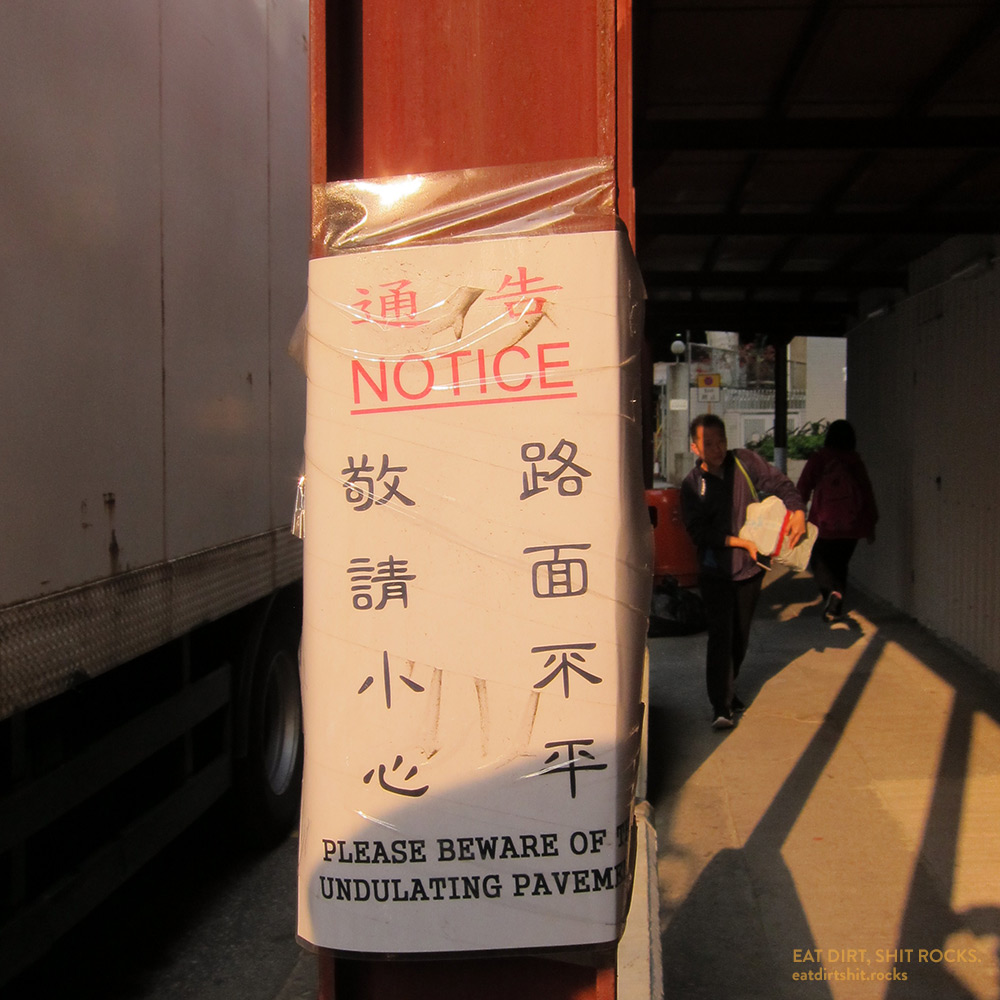 通告
NOTICE
路面不平
敬請小心
PLEASE BEWARE OF
UNDULATING
EAT DIRT, SHIT ROCKS.
eatdirtshit.rocks